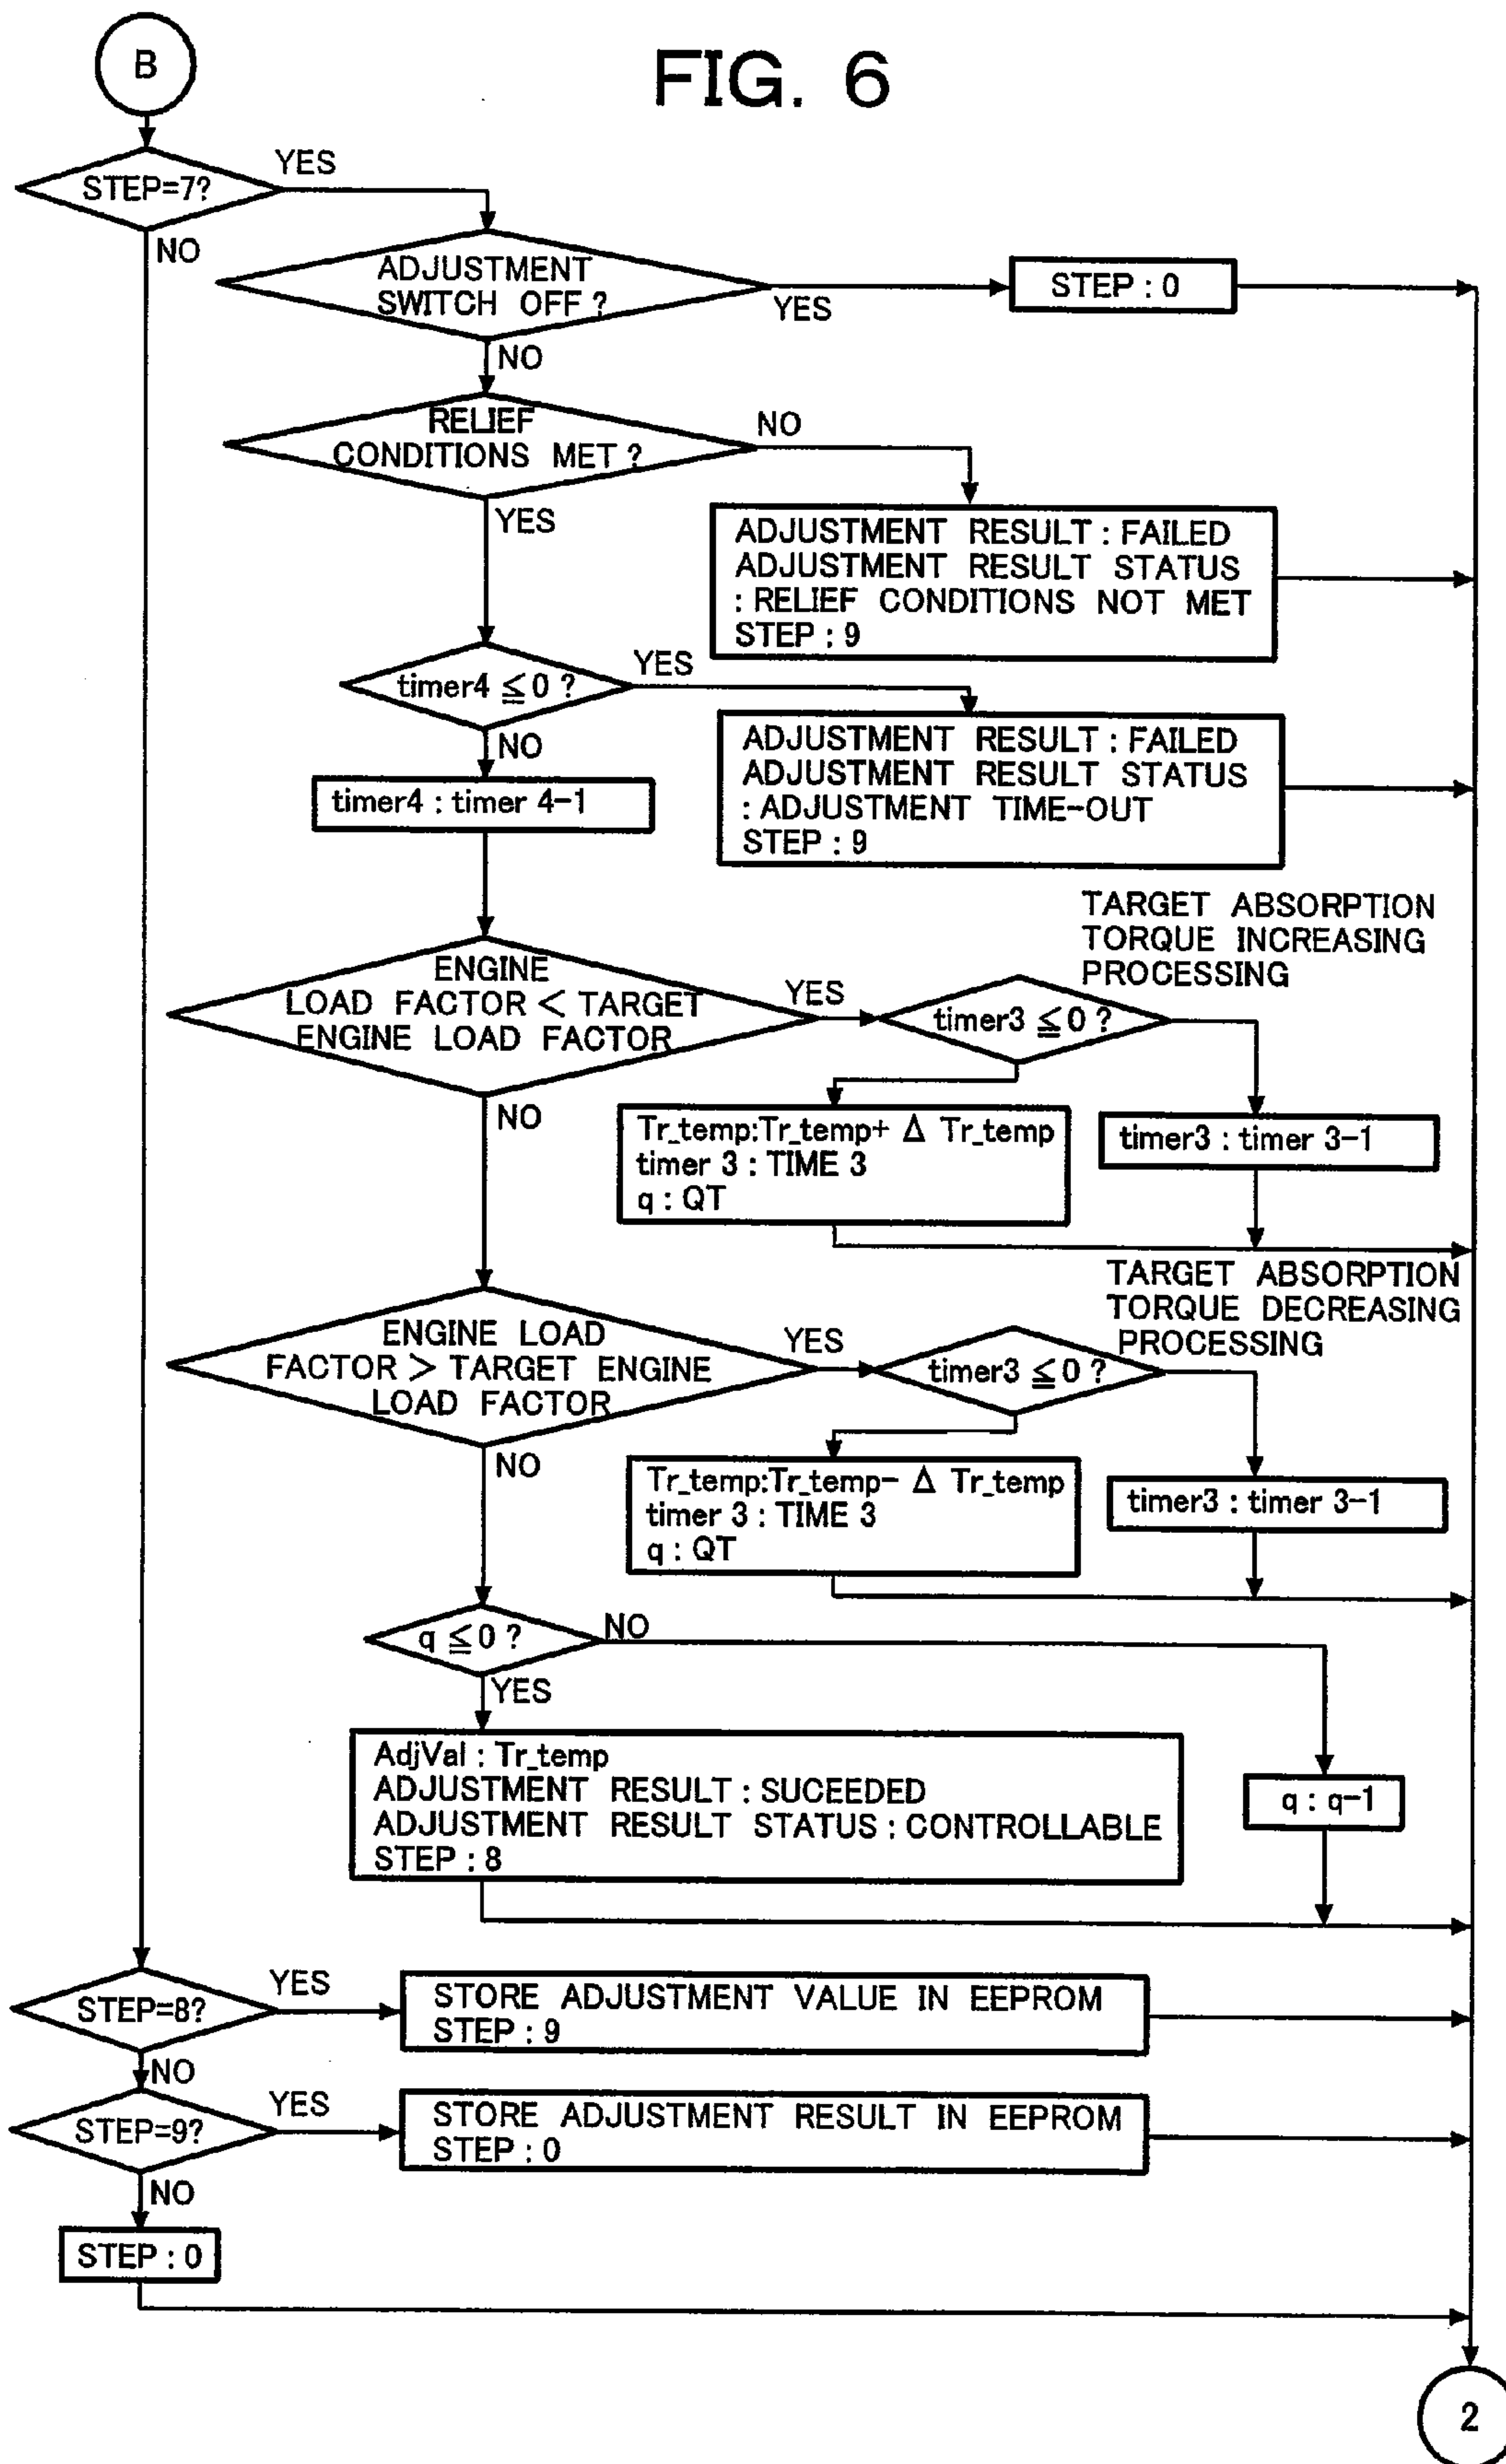 B
FIG. 6
STEP=7?
YES
NO
ADJUSTMENT
SWITCH OFF ?
YES
STEP : 0
NO
RELIEF
CONDITIONS MET ?
NO
YES
ADJUSTMENT RESULT : FAILED
ADJUSTMENT RESULT STATUS
: RELIEF CONDITIONS NOT MET
STEP : 9
timer4 ≦ 0 ?
YES
NO
ADJUSTMENT RESULT : FAILED
ADJUSTMENT RESULT STATUS
: ADJUSTMENT TIME-OUT
STEP : 9
timer4 : timer 4-1
TARGET ABSORPTION
TORQUE INCREASING
PROCESSING
ENGINE
LOAD FACTOR < TARGET
ENGINE LOAD FACTOR
YES
timer3 ≦ 0 ?
NO
Tr_temp:Tr_temp+ Δ Tr_temp
timer 3 : TIME 3
q : QT
timer3 : timer 3-1
TARGET ABSORPTION
TORQUE DECREASING
PROCESSING
ENGINE LOAD
FACTOR > TARGET ENGINE
LOAD FACTOR
YES
timer3 ≦ 0 ?
NO
Tr_temp:Tr_temp- Δ Tr_temp
timer 3 : TIME 3
q : QT
timer3 : timer 3-1
q ≦ 0 ?
NO
YES
AdjVal : Tr_temp
ADJUSTMENT RESULT : SUCEEDED
ADJUSTMENT RESULT STATUS : CONTROLLABLE
STEP : 8
q : q-1
STEP=8?
YES
STORE ADJUSTMENT VALUE IN EEPROM
STEP : 9
NO
STEP=9?
YES
STORE ADJUSTMENT RESULT IN EEPROM
STEP : 0
NO
STEP : 0
2